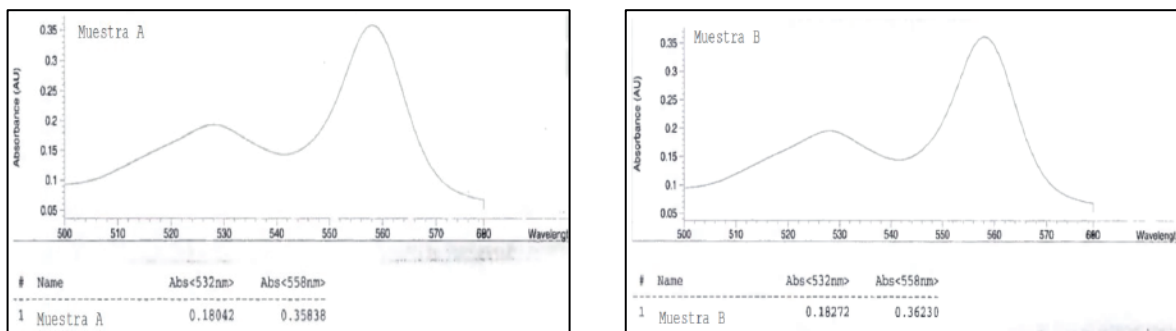 Muestra A
Absorbance (AU)
0.35
0.3
0.25
0.2
0.15
0.1
0.05
500 510 520 530 540 550 560 570 Wavelengt
# Name Abs<532nm> Abs<558nm>
1 Muestra A 0.18042 0.35838
Muestra B
Absorbance (AU)
0.35
0.3
0.25
0.2
0.15
0.1
0.05
500 510 520 530 540 550 560 570 Wavelengt
# Name Abs<532nm> Abs<558nm>
1 Muestra B 0.18272 0.36230